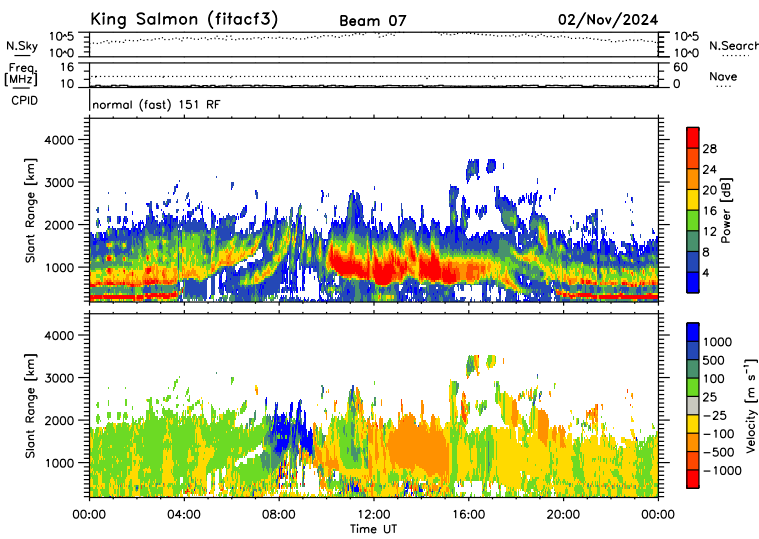 King Salmon (fitacf3) Beam 07 02/Nov/2024
N.Sky 10^5 10^0 10^5 10^0 N.Search
Freq [MHz] 16 10 60 0 Nave
CPID normal (fast) 151 RF
Slant Range [km] 4000 3000 2000 1000
Power [dB] 28 24 20 16 12 8 4
Slant Range [km] 4000 3000 2000 1000
Velocity [m s⁻¹] 1000 500 100 25 −25 −100 −500 −1000
00:00 04:00 08:00 12:00 16:00 20:00 00:00
Time UT